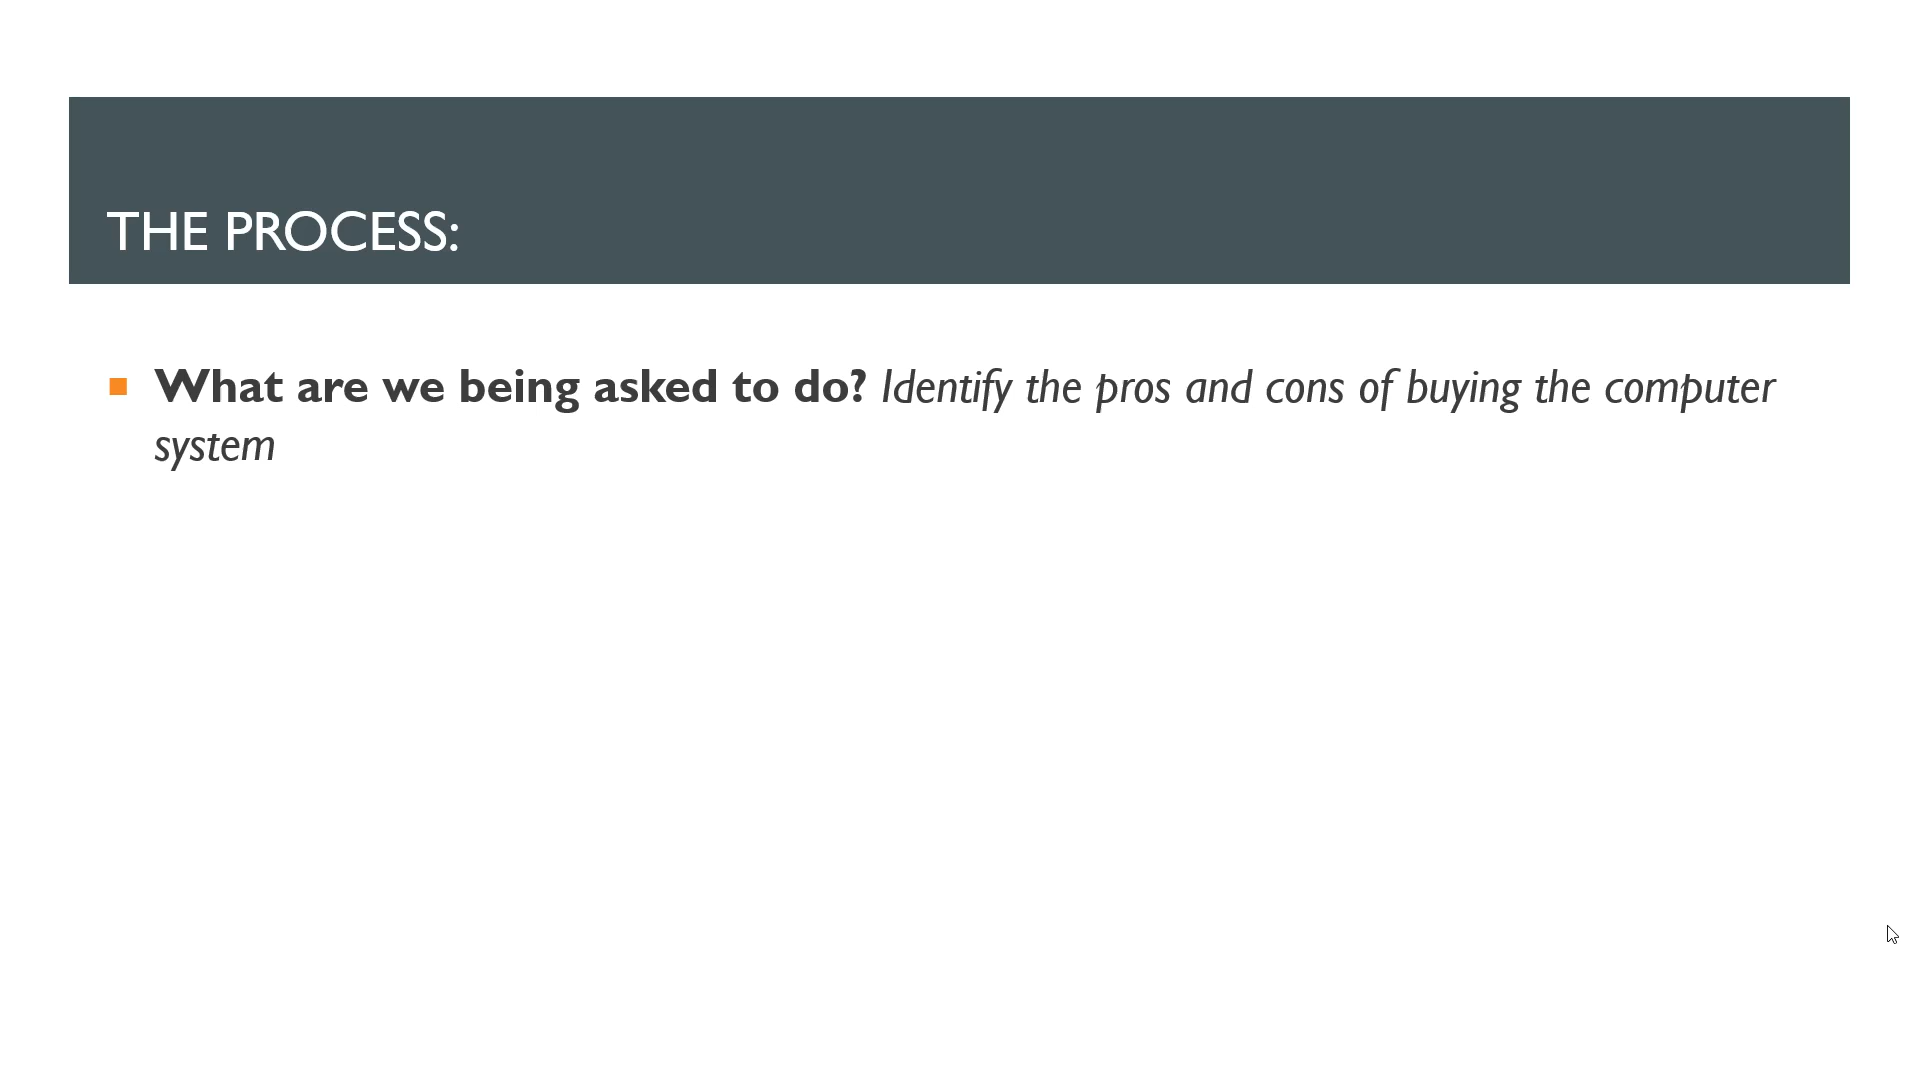 THE PROCESS:
What are we being asked to do? Identify the pros and cons of buying the computer
system